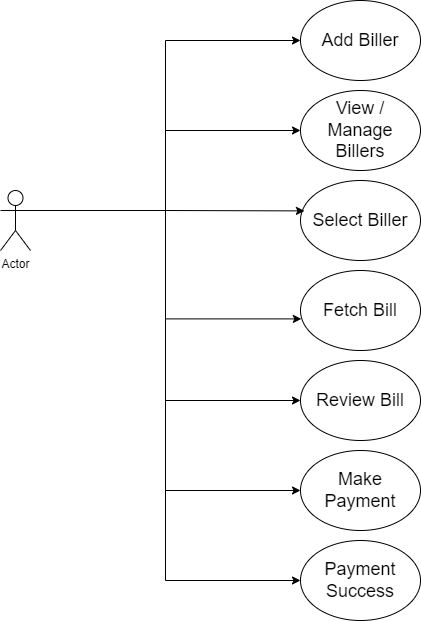 Add Biller
View /
Manage
Billers
Select Biller
Actor
Fetch Bill
Review Bill
Make
Payment
Payment
Success